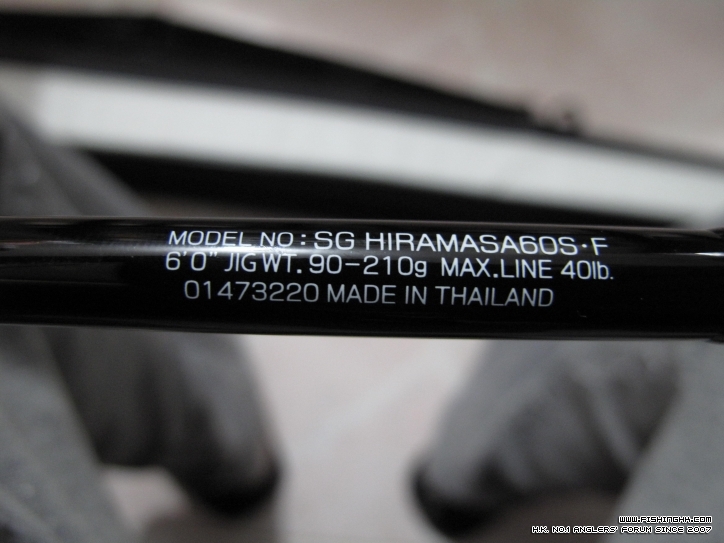 MODEL NO: SG HIRAMASA60S·F
6'0" JIG WT. 90-210g MAX.LINE 40lb.
01473220 MADE IN THAILAND
WWW.FISHINGHK.COM
H.K. NO.1 ANGLERS' FORUM SINCE 2007